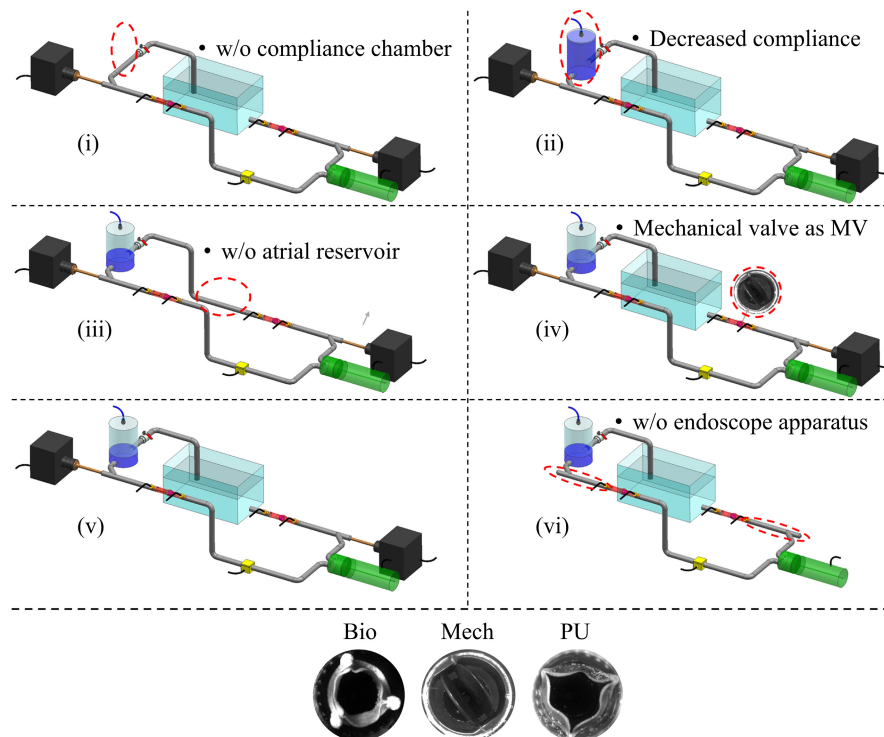 • w/o compliance chamber
(i)
• Decreased compliance
(ii)
• w/o atrial reservoir
(iii)
• Mechanical valve as MV
(iv)
(v)
• w/o endoscope apparatus
(vi)
Bio Mech PU